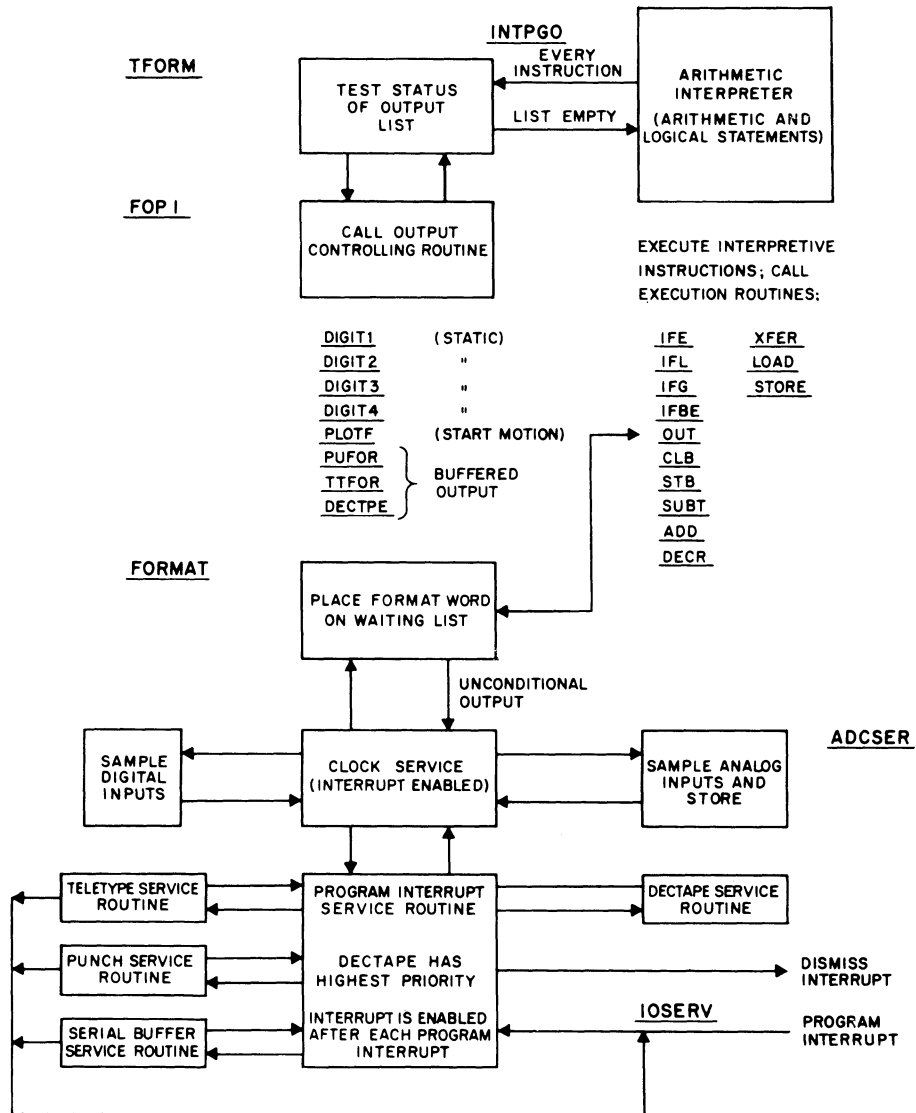 INTPGO
TFORM
EVERY
INSTRUCTION
TEST STATUS
OF OUTPUT
LIST
LIST EMPTY
ARITHMETIC
INTERPRETER
(ARITHMETIC AND
LOGICAL STATEMENTS)
FOP I
CALL OUTPUT
CONTROLLING ROUTINE
EXECUTE INTERPRETIVE
INSTRUCTIONS; CALL
EXECUTION ROUTINES;
DIGIT1 (STATIC)
DIGIT2 "
DIGIT3 "
DIGIT4 "
PLOTF (START MOTION)
PUFOR
TTFOR
DECTPE
BUFFERED
OUTPUT
IFE XFER
IFL LOAD
IFG STORE
IFBE
OUT
CLB
STB
SUBT
ADD
DECR
FORMAT
PLACE FORMAT WORD
ON WAITING LIST
UNCONDITIONAL
OUTPUT
ADCSER
SAMPLE
DIGITAL
INPUTS
CLOCK SERVICE
(INTERRUPT ENABLED)
SAMPLE ANALOG
INPUTS AND
STORE
TELETYPE SERVICE
ROUTINE
PROGRAM INTERRUPT
SERVICE ROUTINE
DECTAPE SERVICE
ROUTINE
PUNCH SERVICE
ROUTINE
DECTAPE HAS
HIGHEST PRIORITY
DISMISS
INTERRUPT
SERIAL BUFFER
SERVICE ROUTINE
INTERRUPT IS ENABLED
AFTER EACH PROGRAM
INTERRUPT
IOSERV
PROGRAM
INTERRUPT